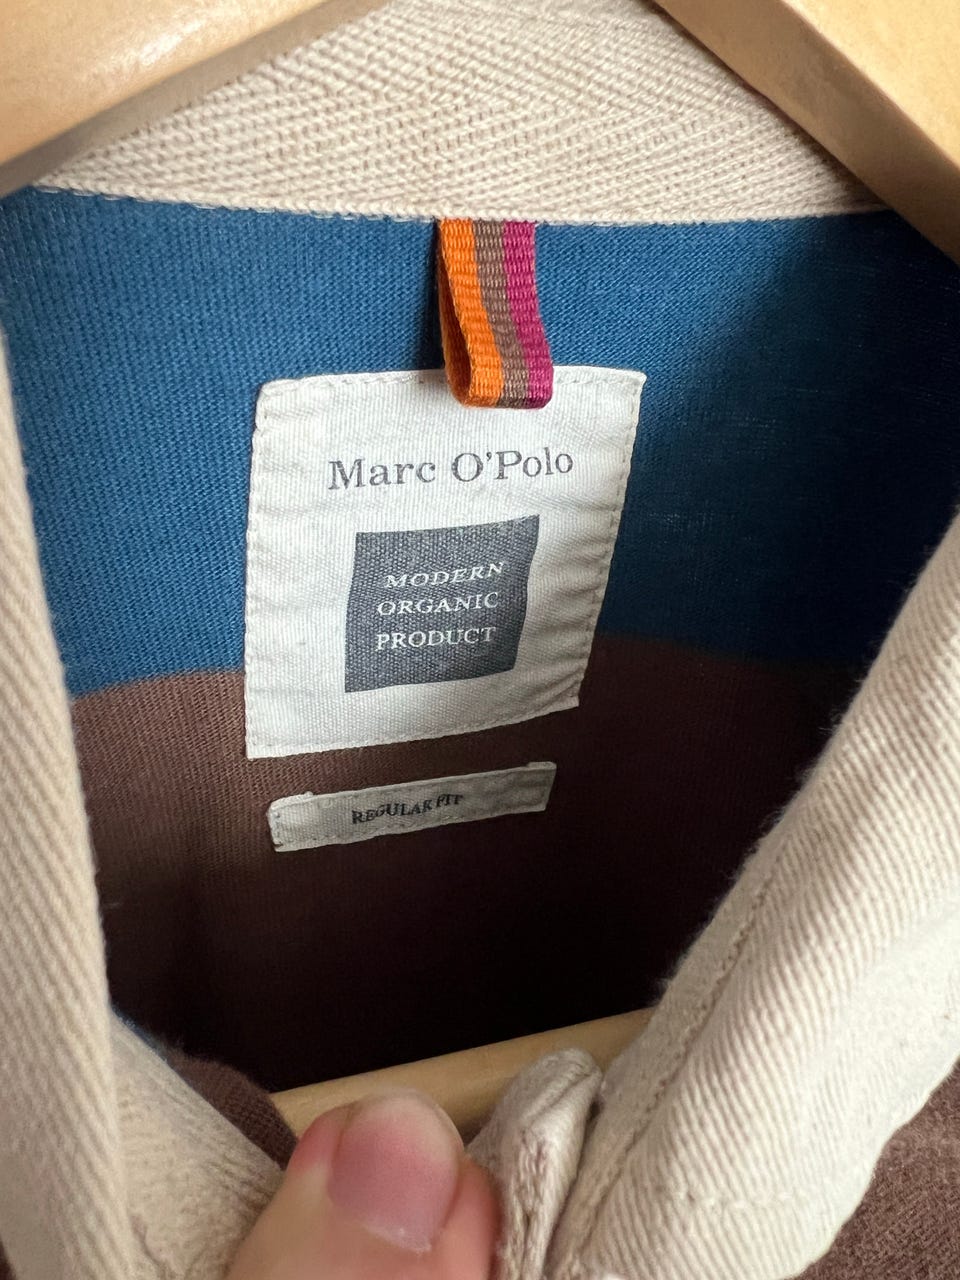 Marc O'Polo
MODERN
ORGANIC
PRODUCT
REGULAR FIT